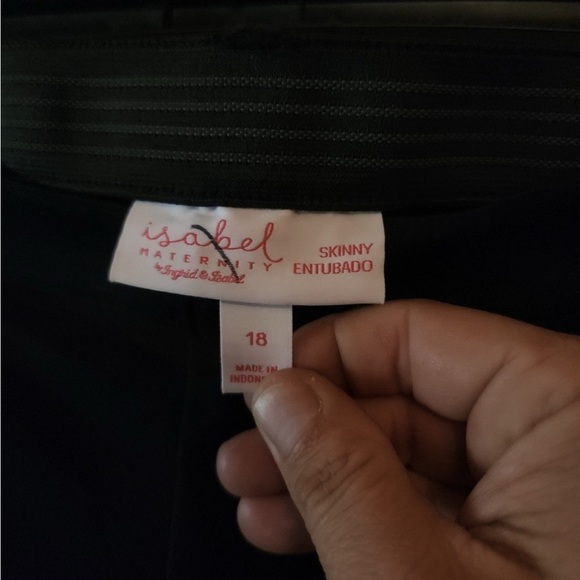 isabel
MATERNITY
by Ingrid & Isabel
SKINNY
ENTUBADO
18
MADE IN